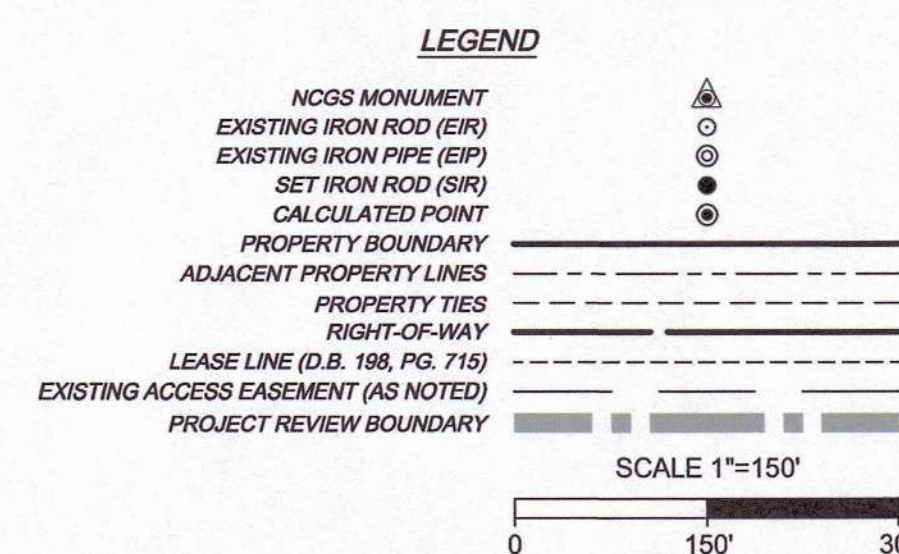 LEGEND
NCGS MONUMENT
EXISTING IRON ROD (EIR)
EXISTING IRON PIPE (EIP)
SET IRON ROD (SIR)
CALCULATED POINT
PROPERTY BOUNDARY
ADJACENT PROPERTY LINES
PROPERTY TIES
RIGHT-OF-WAY
LEASE LINE (D.B. 198, PG. 715)
EXISTING ACCESS EASEMENT (AS NOTED)
PROJECT REVIEW BOUNDARY
SCALE 1"=150'
0 150'